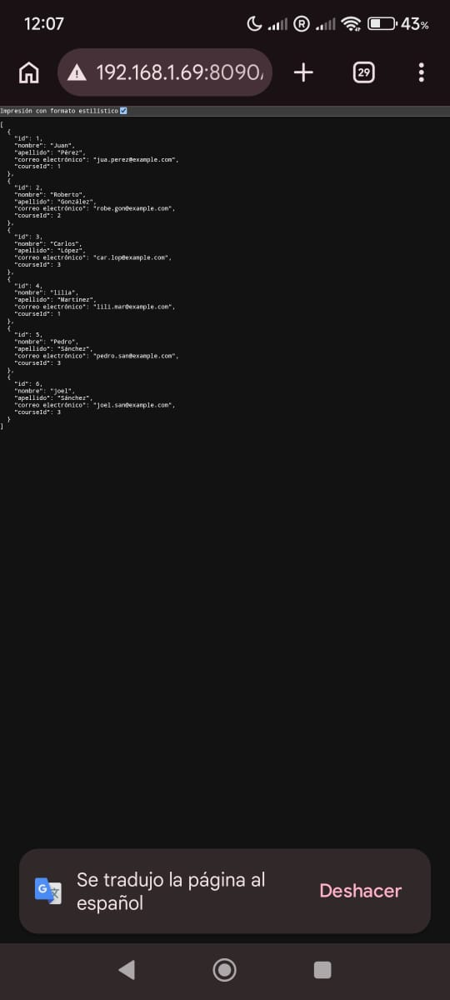 12:07
R
43%
192.168.1.69:8090/
29
Impresión con formato estilístico
[
{
"id": 1,
"nombre": "Juan",
"apellido": "Pérez",
"correo electrónico": "jua.perez@example.com",
"courseId": 1
},
{
"id": 2,
"nombre": "Roberto",
"apellido": "González",
"correo electrónico": "robe.gon@example.com",
"courseId": 2
},
{
"id": 3,
"nombre": "Carlos",
"apellido": "López",
"correo electrónico": "car.lop@example.com",
"courseId": 3
},
{
"id": 4,
"nombre": "lilia",
"apellido": "Martínez",
"correo electrónico": "lili.mar@example.com",
"courseId": 1
},
{
"id": 5,
"nombre": "Pedro",
"apellido": "Sánchez",
"correo electrónico": "pedro.san@example.com",
"courseId": 3
},
{
"id": 6,
"nombre": "joel",
"apellido": "Sánchez",
"correo electrónico": "joel.san@example.com",
"courseId": 3
}
]
Se tradujo la página al
español
Deshacer